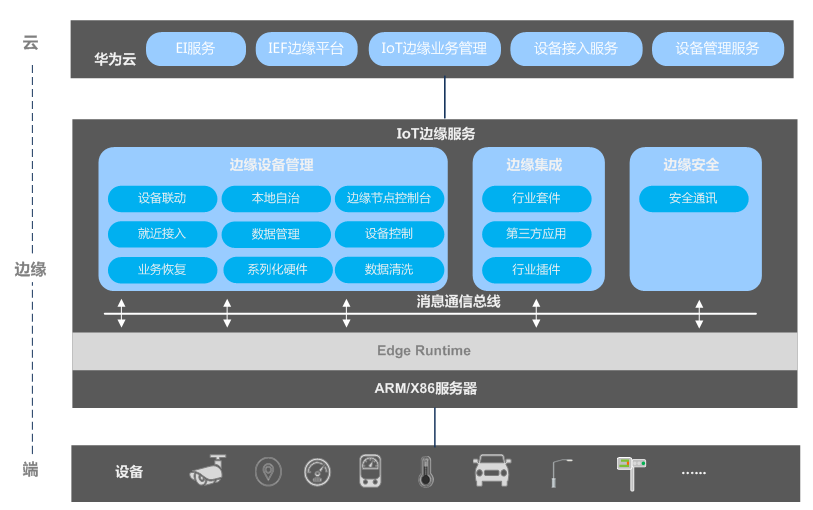 云
华为云
EI服务
IEF边缘平台
IoT边缘业务管理
设备接入服务
设备管理服务
IoT边缘服务
边缘设备管理
设备联动
本地自治
边缘节点控制台
就近接入
数据管理
设备控制
业务恢复
系列化硬件
数据清洗
边缘集成
行业套件
第三方应用
行业插件
边缘安全
安全通讯
边缘
消息通信总线
Edge Runtime
ARM/X86服务器
端
设备
······